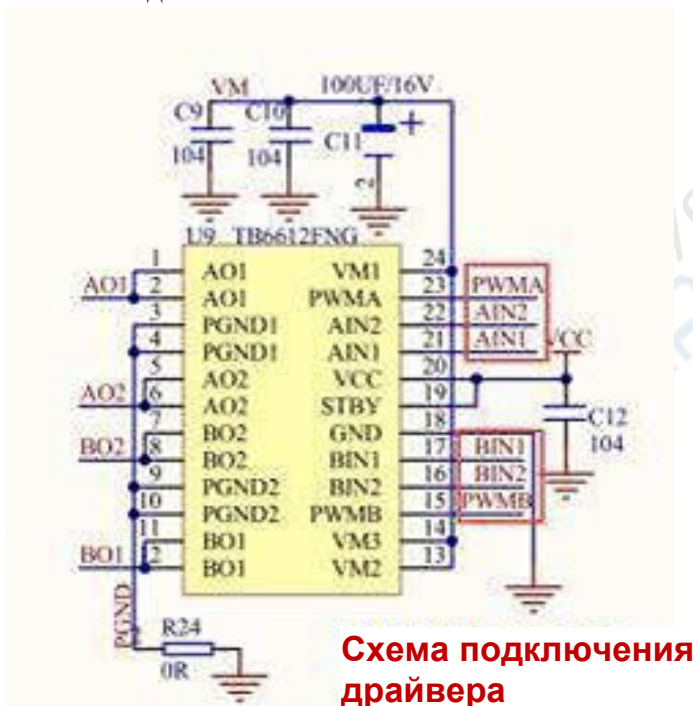 VM 100UF/16V
C9 C10
C11
104 104
2
U9 TB6612FNG
1 AO1 VM1 24
AO1 2 AO1 PWMA 23 PWMA
3 PGND1 AIN2 22 AIN2
4 PGND1 AIN1 21 AIN1 VCC
5 AO2 VCC 20
AO2 6 AO2 STBY 19
7 BO2 GND 18 C12
BO2 8 BO2 BIN1 17 BIN1 104
9 PGND2 BIN2 16 BIN2
10 PGND2 PWMB 15 PWMB
11 BO1 VM3 14
BO1 2 BO1 VM2 13
PGND
R24
0R
Схема подключения
драйвера